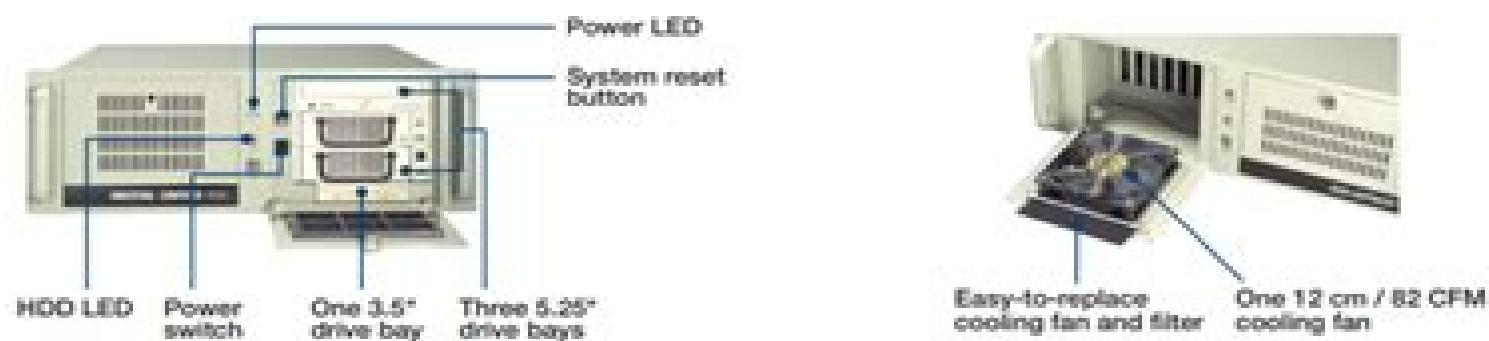 Power LED
System reset
button
HDD LED
Power
switch
One 3.5"
drive bay
Three 5.25"
drive bays
Easy-to-replace
cooling fan and filter
One 12 cm / 82 CFM
cooling fan